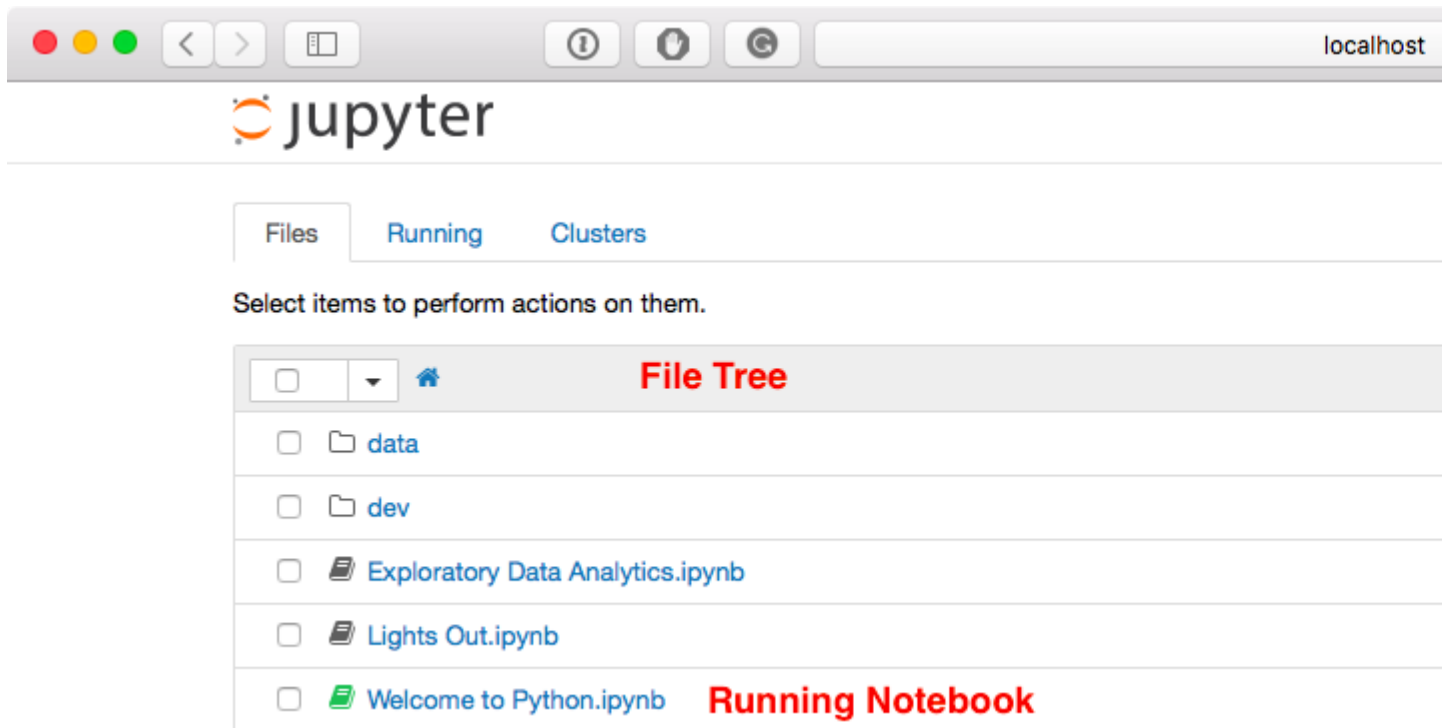 localhost
jupyter
Files Running Clusters
Select items to perform actions on them.
File Tree
data
dev
Exploratory Data Analytics.ipynb
Lights Out.ipynb
Welcome to Python.ipynb Running Notebook